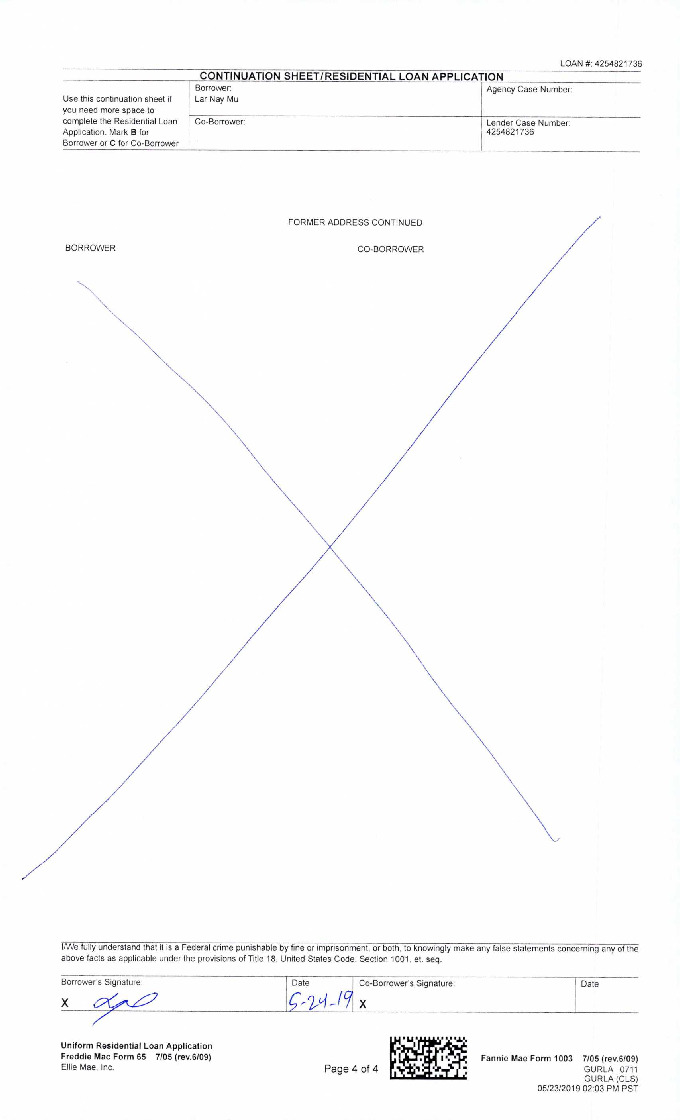 LOAN #: 4254821736
CONTINUATION SHEET/RESIDENTIAL LOAN APPLICATION
Use this continuation sheet if
you need more space to
complete the Residential Loan
Application. Mark B for
Borrower or C for Co-Borrower
Borrower:
Lar Nay Mu
Agency Case Number:
Co-Borrower:
Lender Case Number:
4254821736
FORMER ADDRESS CONTINUED
BORROWER
CO-BORROWER
I/We fully understand that it is a Federal crime punishable by fine or imprisonment, or both, to knowingly make any false statements concerning any of the
above facts as applicable under the provisions of Title 18, United States Code, Section 1001, et. seq.
Borrower's Signature:
X
Date
5-24-19
Co-Borrower's Signature:
X
Date
Uniform Residential Loan Application
Freddie Mac Form 65 7/05 (rev.6/09)
Ellie Mae, Inc.
Page 4 of 4
Fannie Mae Form 1003 7/05 (rev.6/09)
GURLA 0711
GURLA (CLS)
05/23/2019 02:03 PM PST